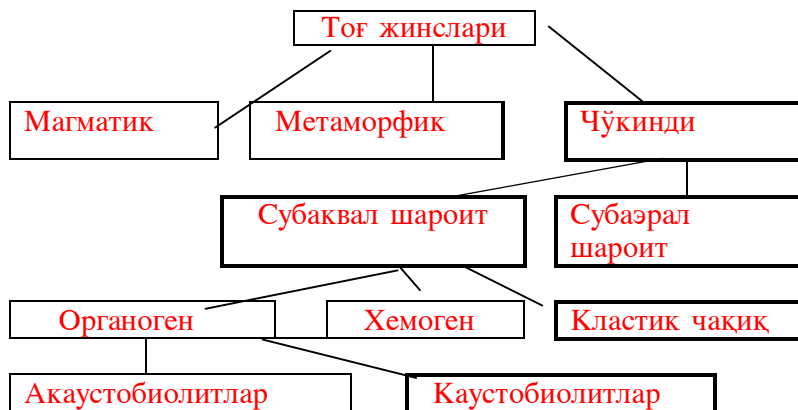 Тоғ жинслари
Магматик
Метаморфик
Чўкинди
Субаквал шароит
Субаэрал
шароит
Органоген
Хемоген
Кластик чақиқ
Акаустобиолитлар
Каустобиолитлар